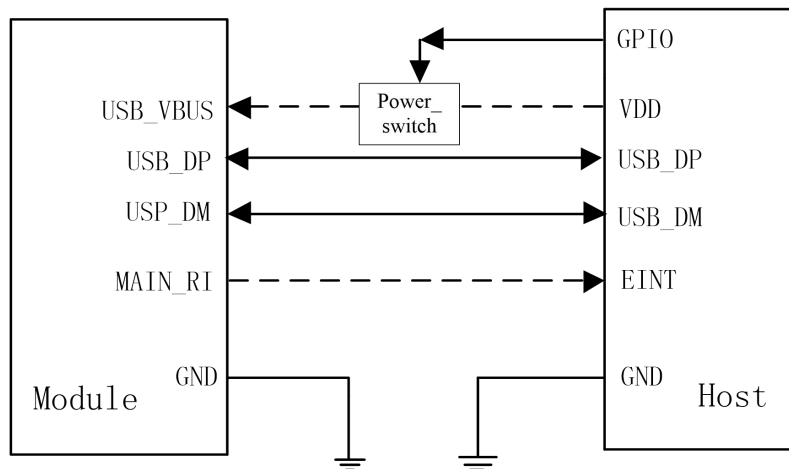 GPIO
USB_VBUS
Power_
switch
VDD
USB_DP
USB_DP
USP_DM
USB_DM
MAIN_RI
EINT
GND
GND
Module
Host